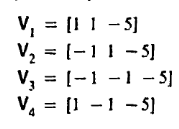 V₁ = [1 1 -5]
V₂ = [-1 1 -5]
V₃ = [-1 -1 -5]
V₄ = [1 -1 -5]